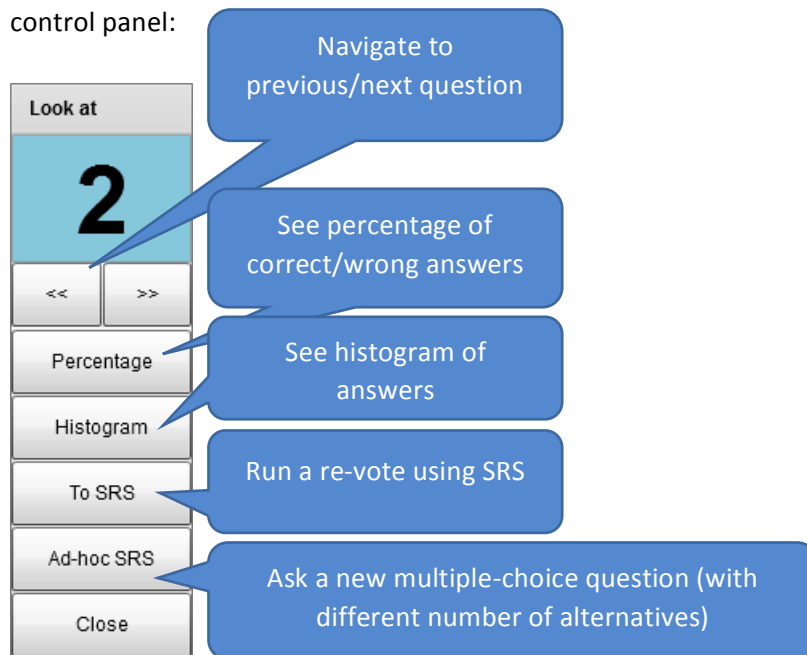 control panel:
Navigate to
previous/next question
Look at
2
See percentage of
correct/wrong answers
<< >>
Percentage
See histogram of
answers
Histogram
Run a re-vote using SRS
To SRS
Ad-hoc SRS
Ask a new multiple-choice question (with
different number of alternatives)
Close